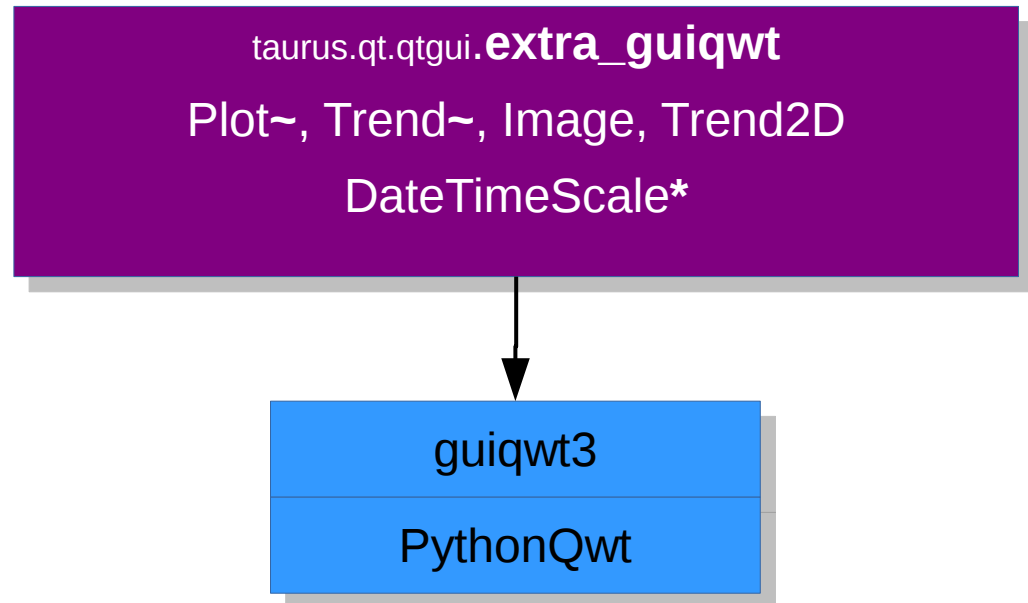 taurus.qt.qtgui.extra_guiqwt
Plot~, Trend~, Image, Trend2D
DateTimeScale*
guiqwt3
PythonQwt